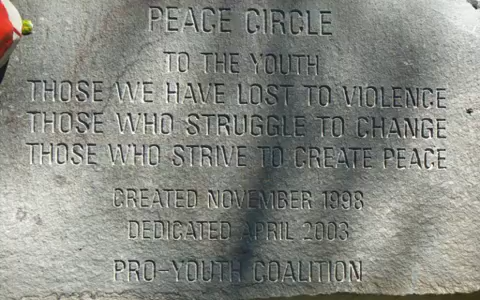 PEACE CIRCLE
TO THE YOUTH
THOSE WE HAVE LOST TO VIOLENCE
THOSE WHO STRUGGLE TO CHANGE
THOSE WHO STRIVE TO CREATE PEACE
CREATED NOVEMBER 1998
DEDICATED APRIL 2003
PRO-YOUTH COALITION